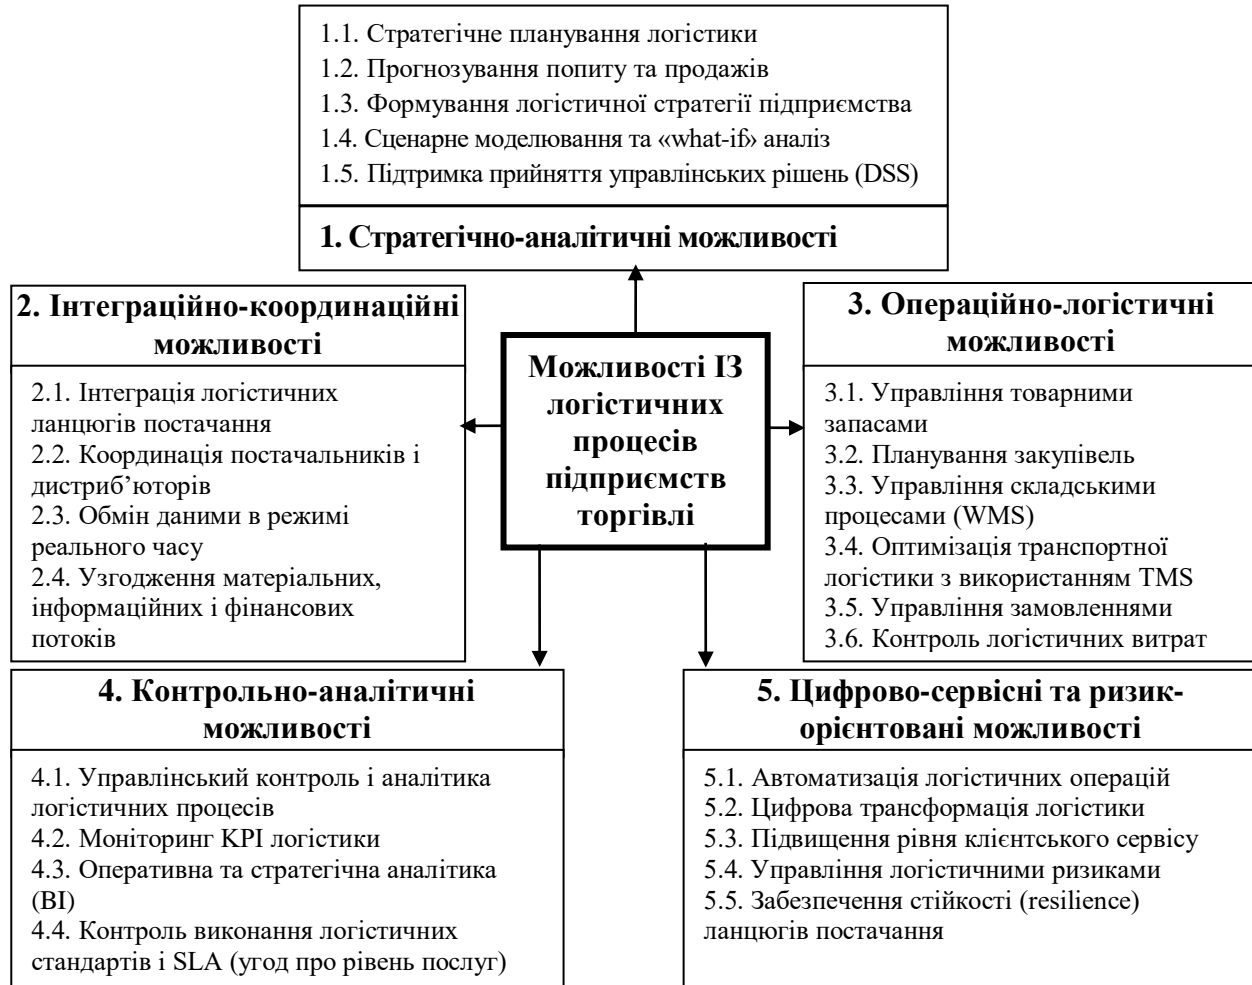 1.1. Стратегічне планування логістики
1.2. Прогнозування попиту та продажів
1.3. Формування логістичної стратегії підприємства
1.4. Сценарне моделювання та «what-if» аналіз
1.5. Підтримка прийняття управлінських рішень (DSS)
1. Стратегічно-аналітичні можливості
2. Інтеграційно-координаційні
можливості
2.1. Інтеграція логістичних
ланцюгів постачання
2.2. Координація постачальників і
дистриб’юторів
2.3. Обмін даними в режимі
реального часу
2.4. Узгодження матеріальних,
інформаційних і фінансових
потоків
Можливості ІЗ
логістичних
процесів
підприємств
торгівлі
3. Операційно-логістичні
можливості
3.1. Управління товарними
запасами
3.2. Планування закупівель
3.3. Управління складськими
процесами (WMS)
3.4. Оптимізація транспортної
логістики з використанням TMS
3.5. Управління замовленнями
3.6. Контроль логістичних витрат
4. Контрольно-аналітичні
можливості
4.1. Управлінський контроль і аналітика
логістичних процесів
4.2. Моніторинг KPI логістики
4.3. Оперативна та стратегічна аналітика
(BI)
4.4. Контроль виконання логістичних
стандартів і SLA (угод про рівень послуг)
5. Цифрово-сервісні та ризик-
орієнтовані можливості
5.1. Автоматизація логістичних операцій
5.2. Цифрова трансформація логістики
5.3. Підвищення рівня клієнтського сервісу
5.4. Управління логістичними ризиками
5.5. Забезпечення стійкості (resilience)
ланцюгів постачання